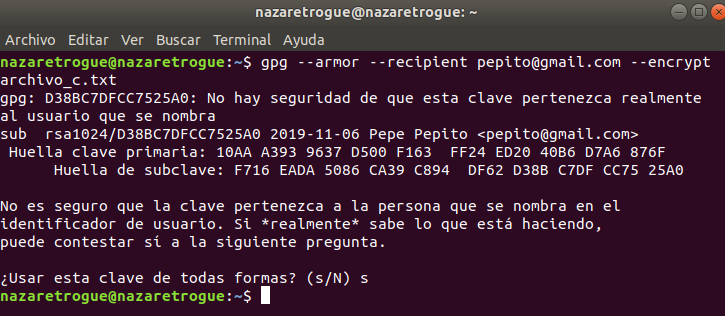 nazaretrogue@nazaretrogue: ~
Archivo Editar Ver Buscar Terminal Ayuda
nazaretrogue@nazaretrogue:~$ gpg --armor --recipient pepito@gmail.com --encrypt
archivo_c.txt
gpg: D38BC7DFCC7525A0: No hay seguridad de que esta clave pertenezca realmente
al usuario que se nombra
sub  rsa1024/D38BC7DFCC7525A0 2019-11-06 Pepe Pepito <pepito@gmail.com>
 Huella clave primaria: 10AA A393 9637 D500 F163  FF24 ED20 40B6 D7A6 876F
      Huella de subclave: F716 EADA 5086 CA39 C894  DF62 D38B C7DF CC75 25A0
No es seguro que la clave pertenezca a la persona que se nombra en el
identificador de usuario. Si *realmente* sabe lo que está haciendo,
puede contestar sí a la siguiente pregunta.
¿Usar esta clave de todas formas? (s/N) s
nazaretrogue@nazaretrogue:~$